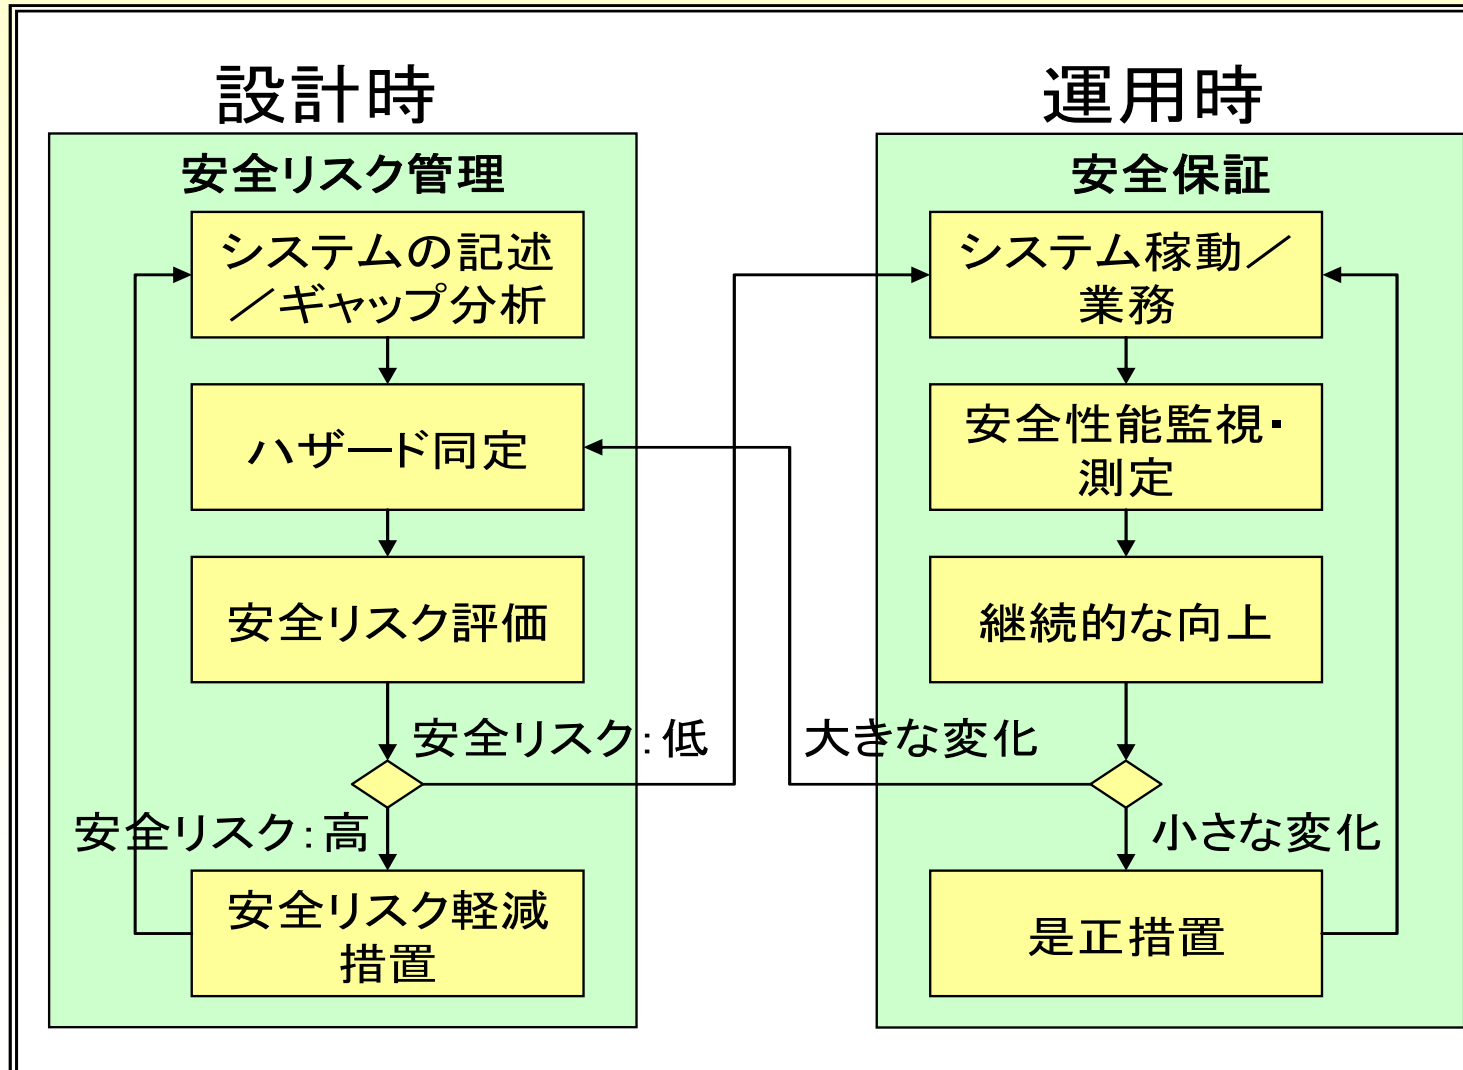 設計時
安全リスク管理
システムの記述
／ギャップ分析
ハザード同定
安全リスク評価
安全リスク：低
安全リスク：高
安全リスク軽減
措置
運用時
安全保証
システム稼動／
業務
安全性能監視・
測定
継続的な向上
大きな変化
小さな変化
是正措置